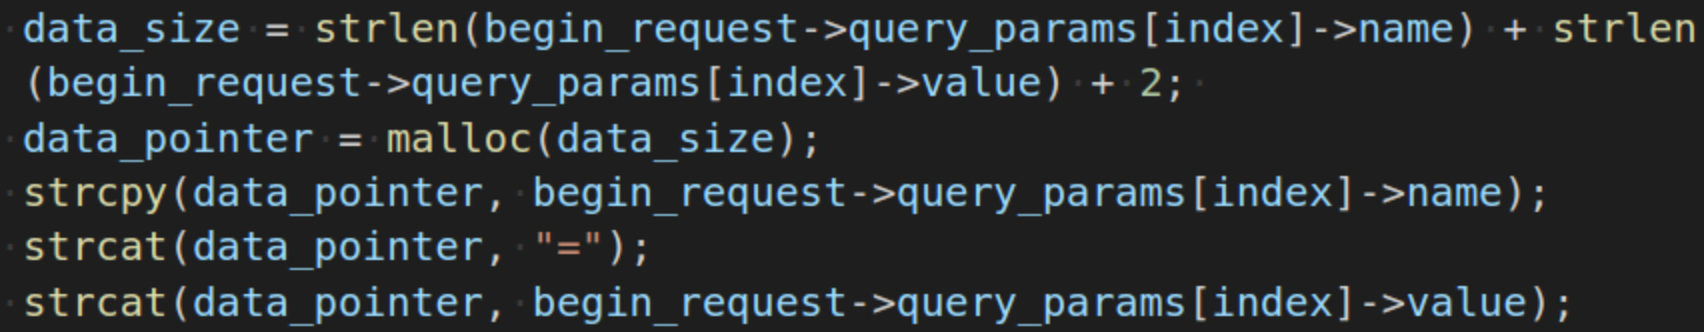 data_size = strlen(begin_request->query_params[index]->name) + strlen
(begin_request->query_params[index]->value) + 2;
data_pointer = malloc(data_size);
strcpy(data_pointer, begin_request->query_params[index]->name);
strcat(data_pointer, "=");
strcat(data_pointer, begin_request->query_params[index]->value);